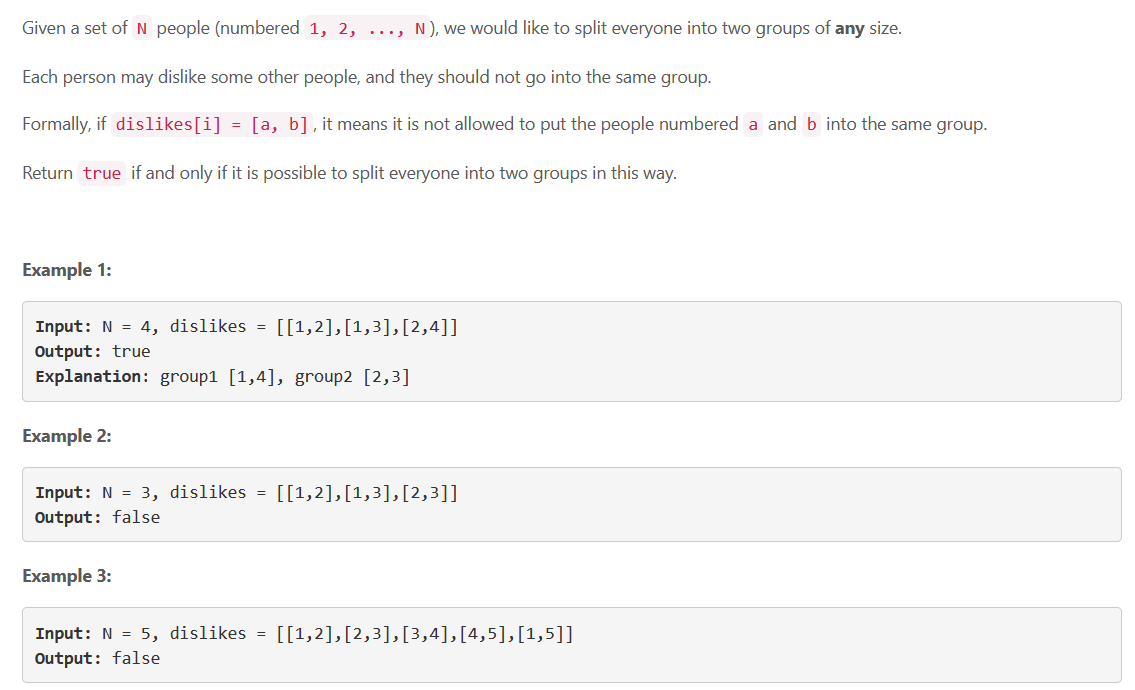 Given a set of N people (numbered 1, 2, ..., N), we would like to split everyone into two groups of any size.
Each person may dislike some other people, and they should not go into the same group.
Formally, if dislikes[i] = [a, b], it means it is not allowed to put the people numbered a and b into the same group.
Return true if and only if it is possible to split everyone into two groups in this way.
Example 1:
Input: N = 4, dislikes = [[1,2],[1,3],[2,4]]
Output: true
Explanation: group1 [1,4], group2 [2,3]
Example 2:
Input: N = 3, dislikes = [[1,2],[1,3],[2,3]]
Output: false
Example 3:
Input: N = 5, dislikes = [[1,2],[2,3],[3,4],[4,5],[1,5]]
Output: false